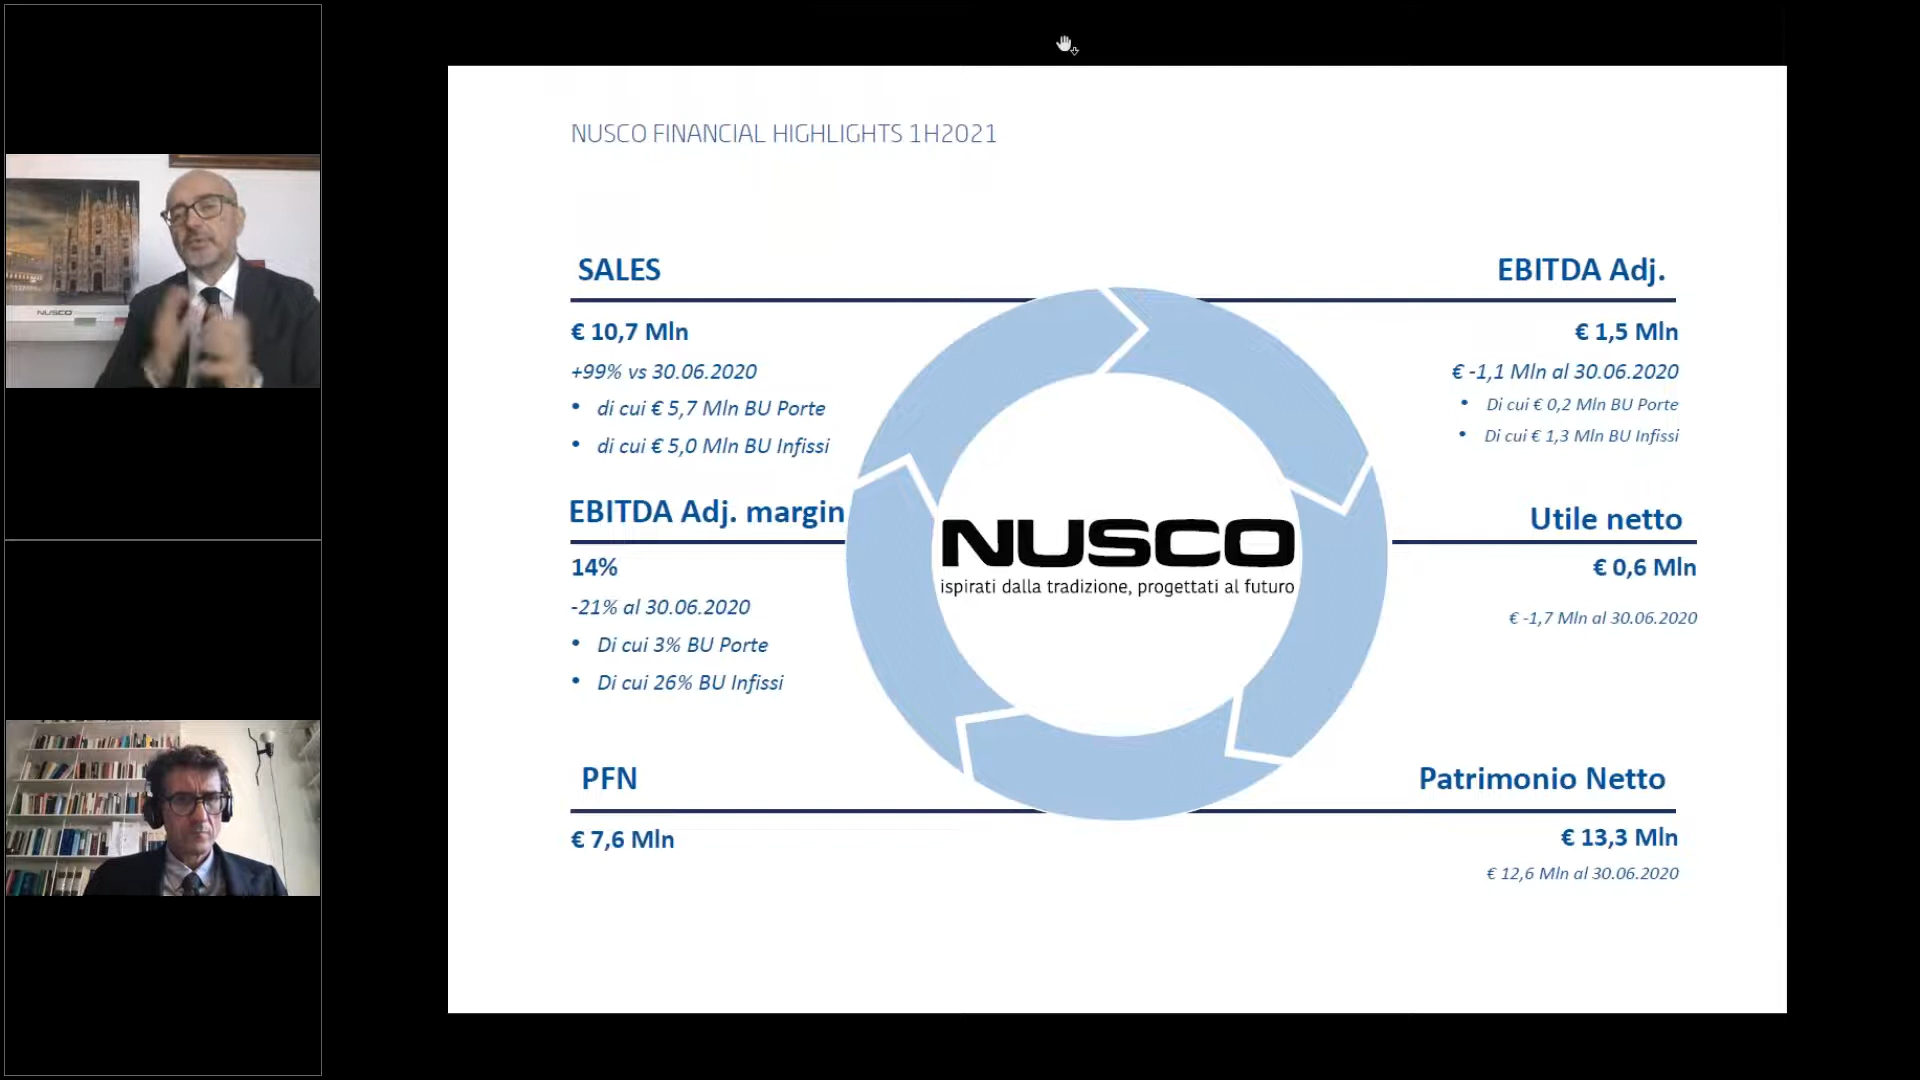 NUSCO FINANCIAL HIGHLIGHTS 1H2021
SALES
€ 10,7 Mln
+99% vs 30.06.2020
• di cui € 5,7 Mln BU Porte
• di cui € 5,0 Mln BU Infissi
EBITDA Adj. margin
14%
-21% al 30.06.2020
• Di cui 3% BU Porte
• Di cui 26% BU Infissi
PFN
€ 7,6 Mln
NUSCO
ispirati dalla tradizione, progettati al futuro
EBITDA Adj.
€ 1,5 Mln
€ -1,1 Mln al 30.06.2020
• Di cui € 0,2 Mln BU Porte
• Di cui € 1,3 Mln BU Infissi
Utile netto
€ 0,6 Mln
€ -1,7 Mln al 30.06.2020
Patrimonio Netto
€ 13,3 Mln
€ 12,6 Mln al 30.06.2020
NUSCO